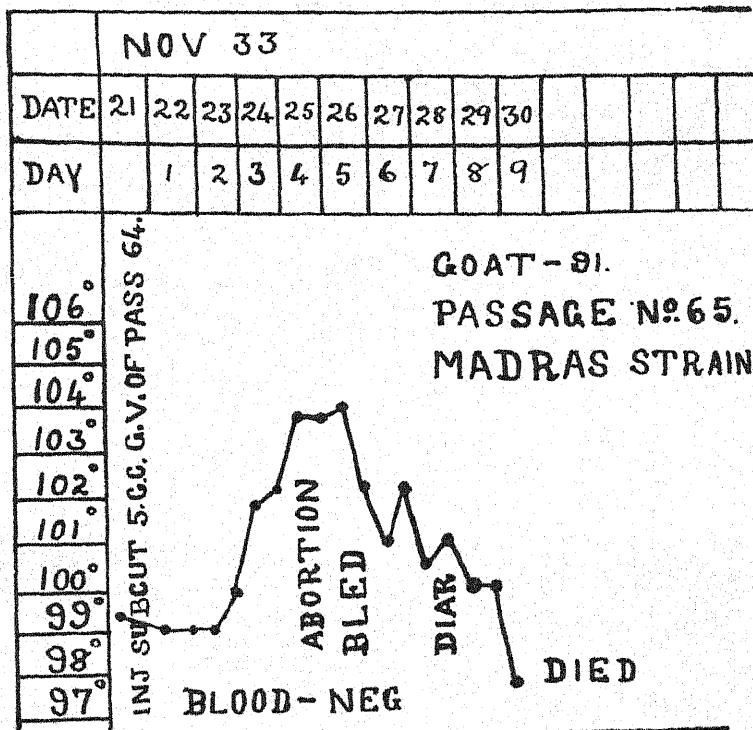 NOV 33
DATE 21 22 23 24 25 26 27 28 29 30
DAY 1 2 3 4 5 6 7 8 9
INJ SUBCUT 5.C.C. G.V. OF PASS 64.
GOAT-91.
PASSAGE Nº 65.
MADRAS STRAIN
106°
105°
104°
103°
102°
101°
100°
99°
98°
97°
ABORTION
BLED
DIAR
DIED
BLOOD-NEG